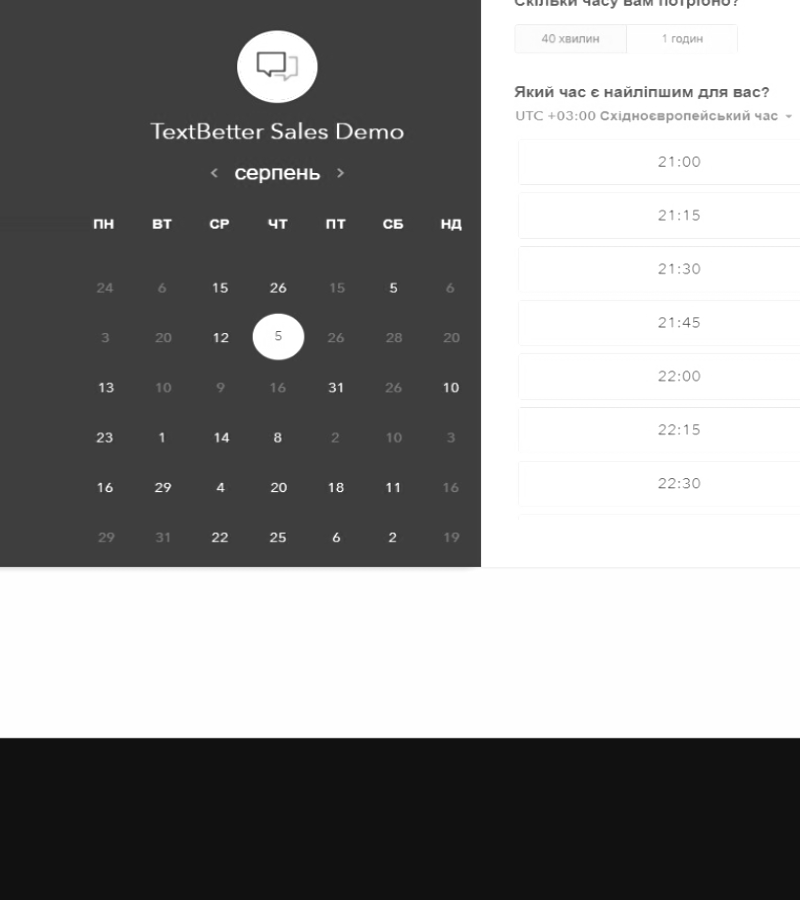 TextBetter Sales Demo
< серпень >
ПН ВТ СР ЧТ ПТ СБ НД
24 6 15 26 15 5 6
3 20 12 5 26 28 20
13 10 9 16 31 26 10
23 1 14 8 2 10 3
16 29 4 20 18 11 16
29 31 22 25 6 2 19
Скільки часу вам потрібно?
40 хвилин 1 годин
Який час є найліпшим для вас?
UTC +03:00 Східноєвропейський час
21:00
21:15
21:30
21:45
22:00
22:15
22:30